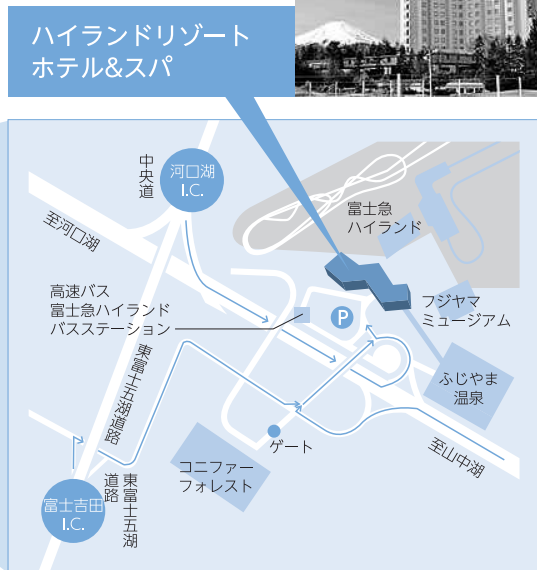 ハイランドリゾート
ホテル&スパ
中央道
河口湖
I.C.
至河口湖
富士急
ハイランド
高速バス
富士急ハイランド
バスステーション
P
フジヤマ
ミュージアム
東富士五湖道路
ふじやま
温泉
ゲート
至山中湖
コニファー
フォレスト
東富士五湖
道路
富士吉田
I.C.